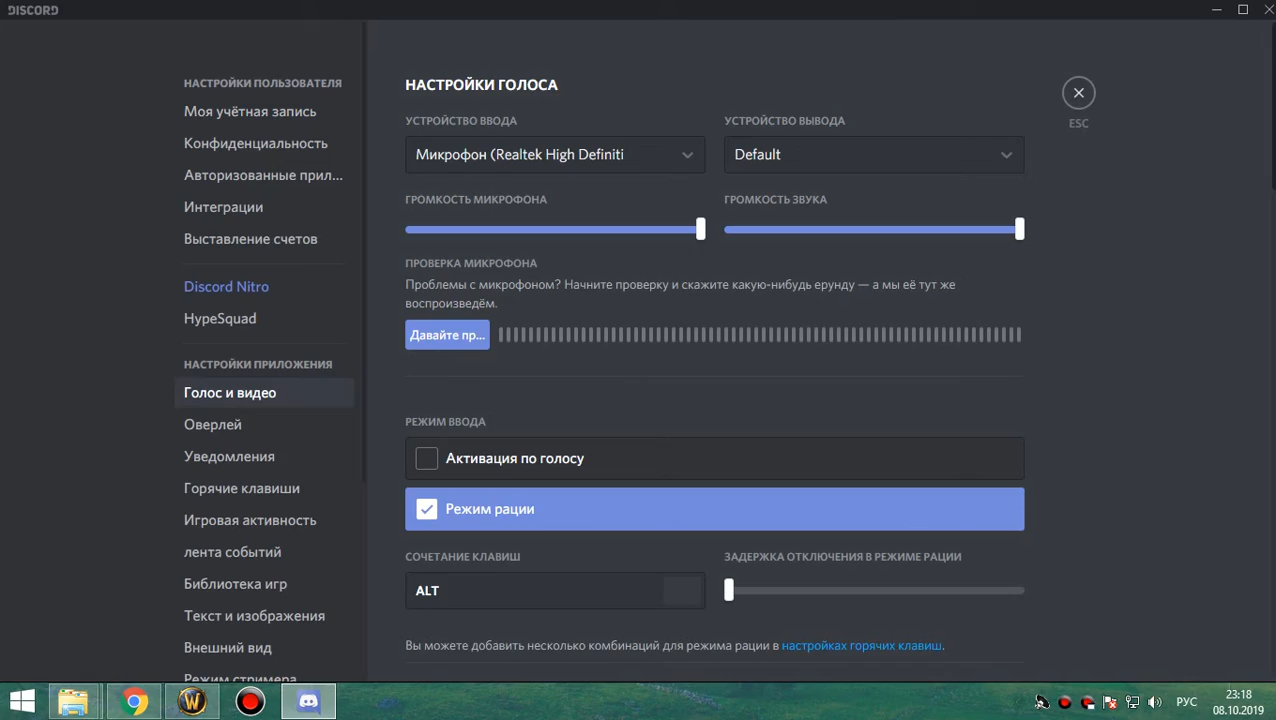 DISCORD
НАСТРОЙКИ ПОЛЬЗОВАТЕЛЯ
Моя учётная запись
Конфиденциальность
Авторизованные прил...
Интеграции
Выставление счетов
Discord Nitro
HypeSquad
НАСТРОЙКИ ПРИЛОЖЕНИЯ
Голос и видео
Оверлей
Уведомления
Горячие клавиши
Игровая активность
лента событий
Библиотека игр
Текст и изображения
Внешний вид
Режим стримера
НАСТРОЙКИ ГОЛОСА
УСТРОЙСТВО ВВОДА
УСТРОЙСТВО ВЫВОДА
Микрофон (Realtek High Definiti
Default
ГРОМКОСТЬ МИКРОФОНА
ГРОМКОСТЬ ЗВУКА
ПРОВЕРКА МИКРОФОНА
Проблемы с микрофоном? Начните проверку и скажите какую-нибудь ерунду — а мы её тут же
воспроизведём.
Давайте пр...
РЕЖИМ ВВОДА
Активация по голосу
Режим рации
СОЧЕТАНИЕ КЛАВИШ
ЗАДЕРЖКА ОТКЛЮЧЕНИЯ В РЕЖИМЕ РАЦИИ
ALT
Вы можете добавить несколько комбинаций для режима рации в настройках горячих клавиш.
ESC
W
РУС
23:18
08.10.2019